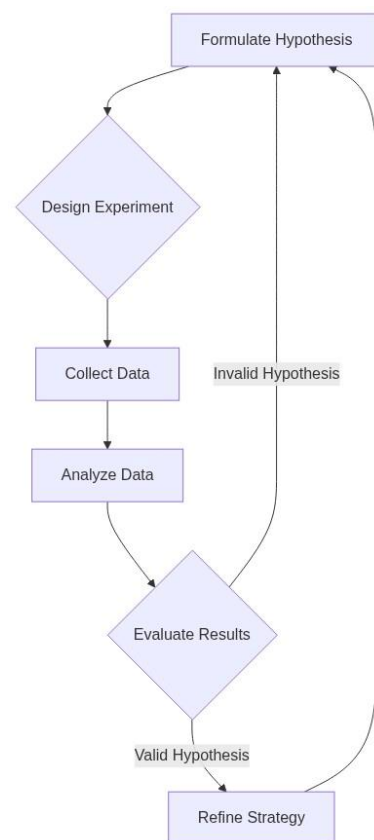 Formulate Hypothesis
Design Experiment
Collect Data
Invalid Hypothesis
Analyze Data
Evaluate Results
Valid Hypothesis
Refine Strategy